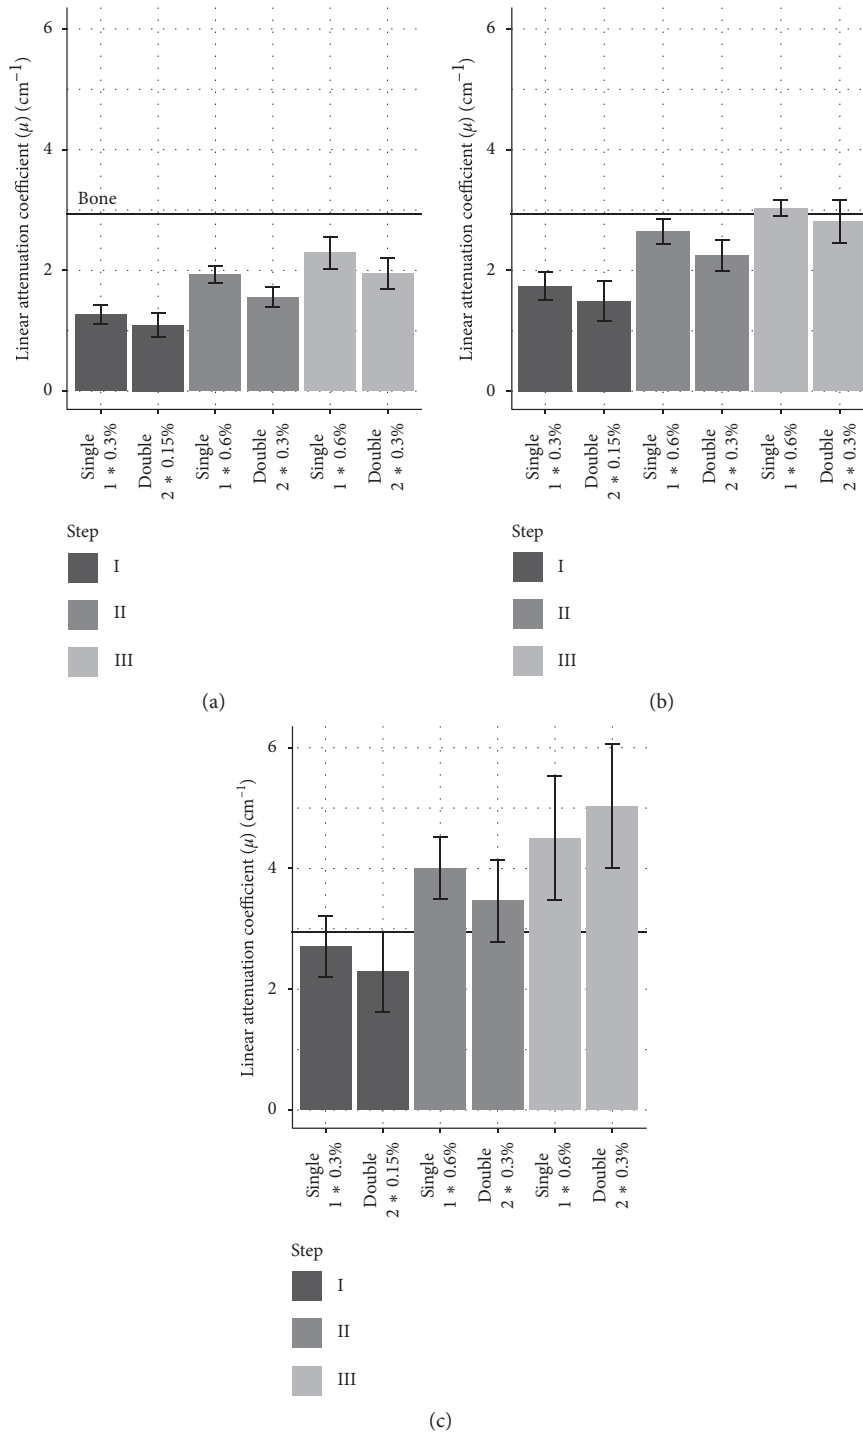 Linear attenuation coefficient (μ) (cm⁻¹)
6
4
2
0
Bone
Single
1 * 0.3%
Double
2 * 0.15%
Single
1 * 0.6%
Double
2 * 0.3%
Single
1 * 0.6%
Double
2 * 0.3%
Step
I
II
III
(a)
Linear attenuation coefficient (μ) (cm⁻¹)
6
4
2
0
Single
1 * 0.3%
Double
2 * 0.15%
Single
1 * 0.6%
Double
2 * 0.3%
Single
1 * 0.6%
Double
2 * 0.3%
Step
I
II
III
(b)
Linear attenuation coefficient (μ) (cm⁻¹)
6
4
2
0
Single
1 * 0.3%
Double
2 * 0.15%
Single
1 * 0.6%
Double
2 * 0.3%
Single
1 * 0.6%
Double
2 * 0.3%
Step
I
II
III
(c)